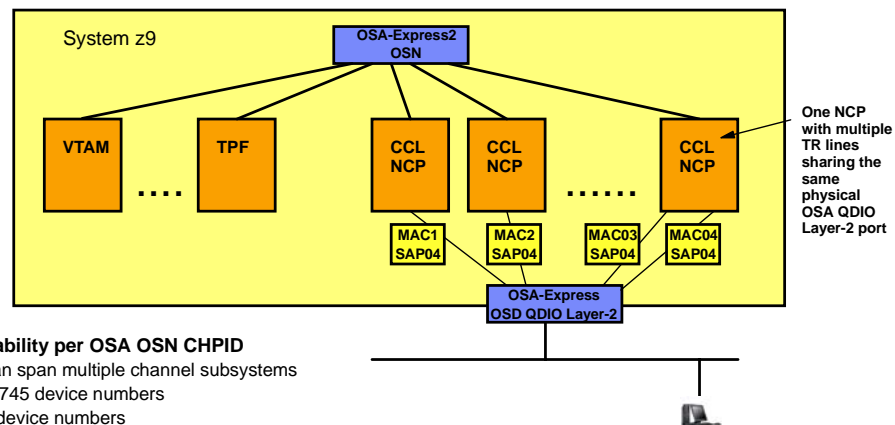 System z9
OSA-Express2
OSN
VTAM
....
TPF
CCL
NCP
CCL
NCP
......
CCL
NCP
One NCP
with multiple
TR lines
sharing the
same
physical
OSA QDIO
Layer-2 port
MAC1
SAP04
MAC2
SAP04
MAC03
SAP04
MAC04
SAP04
OSA-Express
OSD QDIO Layer-2
ability per OSA OSN CHPID
an span multiple channel subsystems
745 device numbers
device numbers